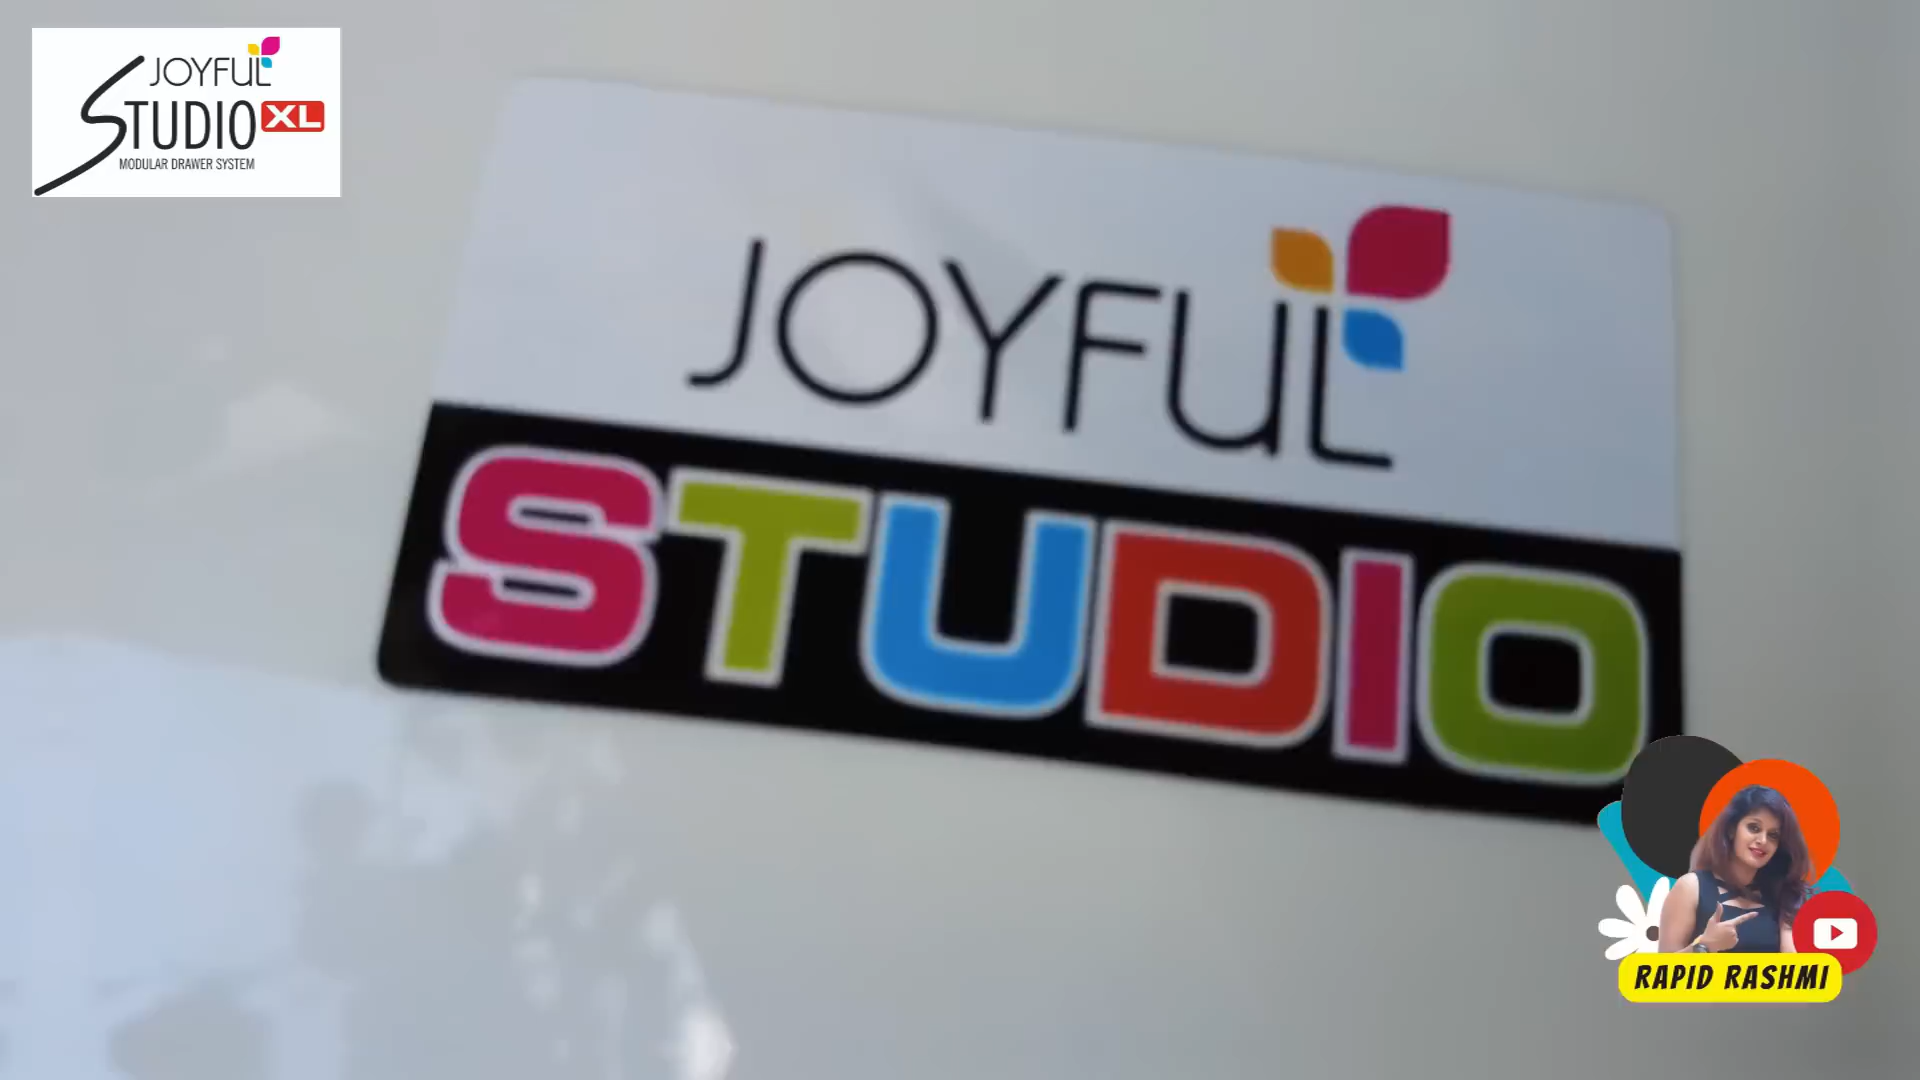 JOYFUL
STUDIO XL
MODULAR DRAWER SYSTEM
JOYFUL
STUDIO
RAPID RASHMI